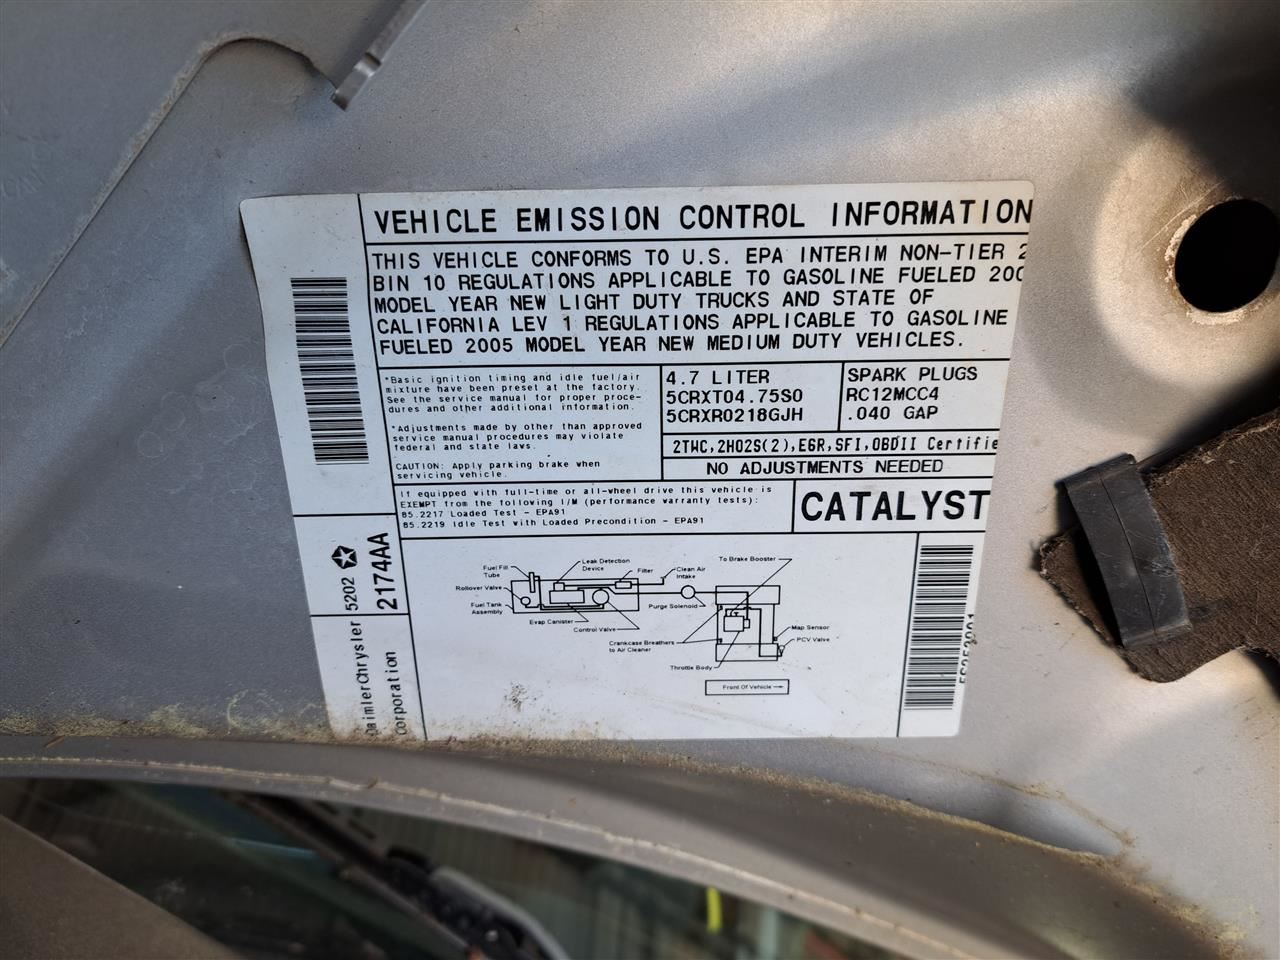 VEHICLE EMISSION CONTROL INFORMATION
THIS VEHICLE CONFORMS TO U.S. EPA INTERIM NON-TIER 2
BIN 10 REGULATIONS APPLICABLE TO GASOLINE FUELED 200
MODEL YEAR NEW LIGHT DUTY TRUCKS AND STATE OF
CALIFORNIA LEV 1 REGULATIONS APPLICABLE TO GASOLINE
FUELED 2005 MODEL YEAR NEW MEDIUM DUTY VEHICLES.
*Basic ignition timing and idle fuel/air
mixture have been preset at the factory.
See the service manual for proper proce-
dures and other additional information.
*Adjustments made by other than approved
service manual procedures may violate
federal and state laws.
CAUTION: Apply parking brake when
servicing vehicle.
4.7 LITER
5CRXT04.75S0
5CRXR0218GJH
SPARK PLUGS
RC12MCC4
.040 GAP
2TWC,2HO2S(2),EGR,SFI,OBDII Certifie
NO ADJUSTMENTS NEEDED
If equipped with full-time or all-wheel drive this vehicle is
EXEMPT from the following I/M (performance warranty tests):
85.2217 Loaded Test - EPA91
85.2219 Idle Test with Loaded Precondition - EPA91
CATALYST
Fuel Fill
Tube
Rollover Valve
Fuel Tank
Assembly
Leak Detection
Device
Filter
Evap Canister
Control Valve
Clean Air
Intake
Purge Solenoid
To Brake Booster
Crankcase Breathers
to Air Cleaner
Throttle Body
Map Sensor
PCV Valve
Front Of Vehicle
DaimlerChrysler
Corporation
5202
2174AA